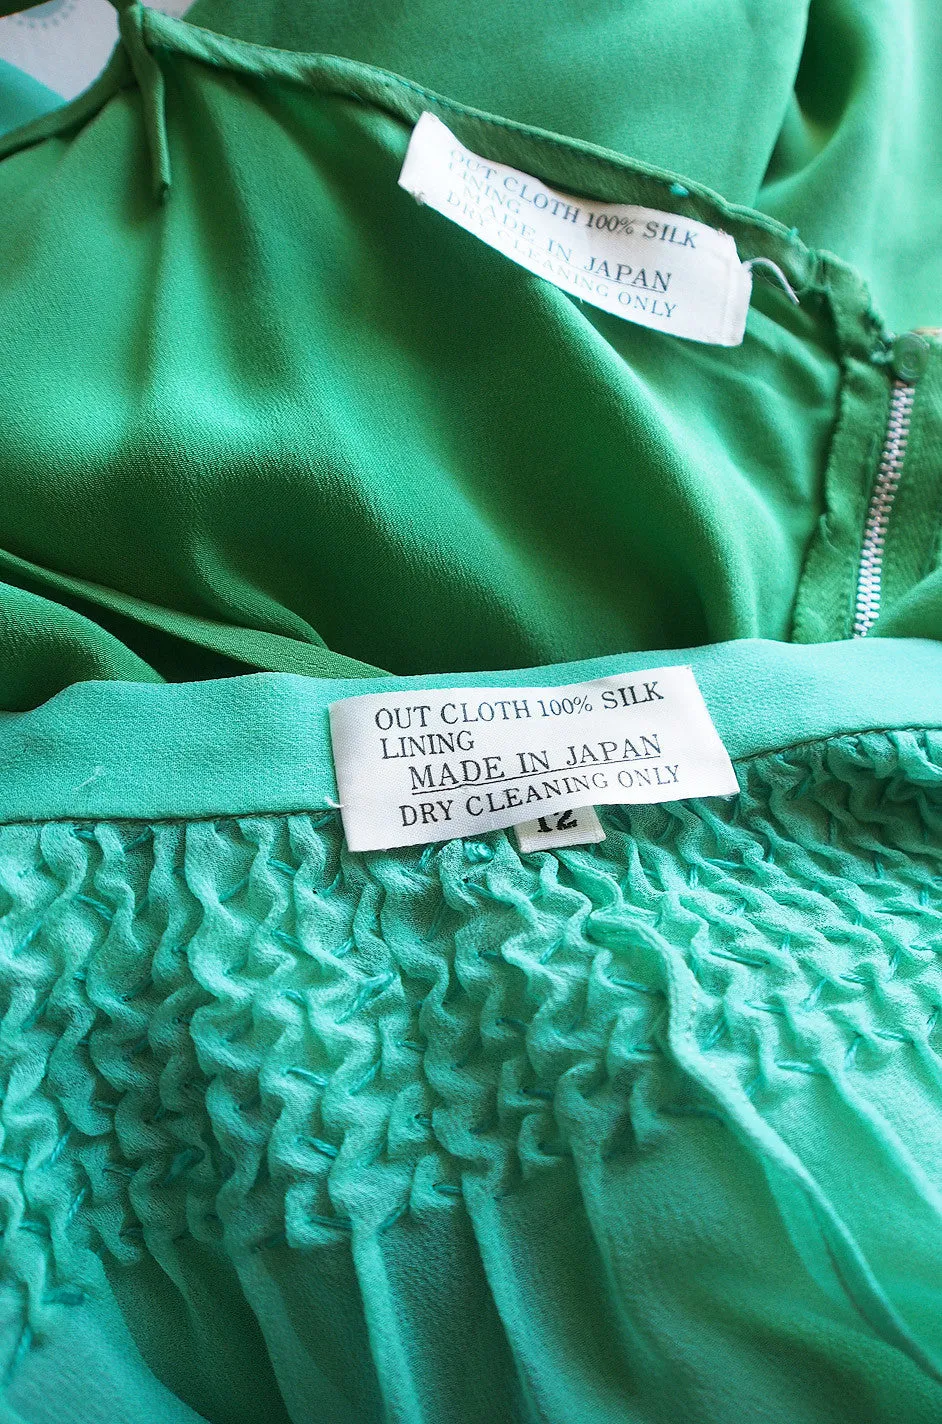 OUT CLOTH 100% SILK
LINING
MADE IN JAPAN
DRY CLEANING ONLY
OUT CLOTH 100% SILK
LINING
MADE IN JAPAN
DRY CLEANING ONLY
12